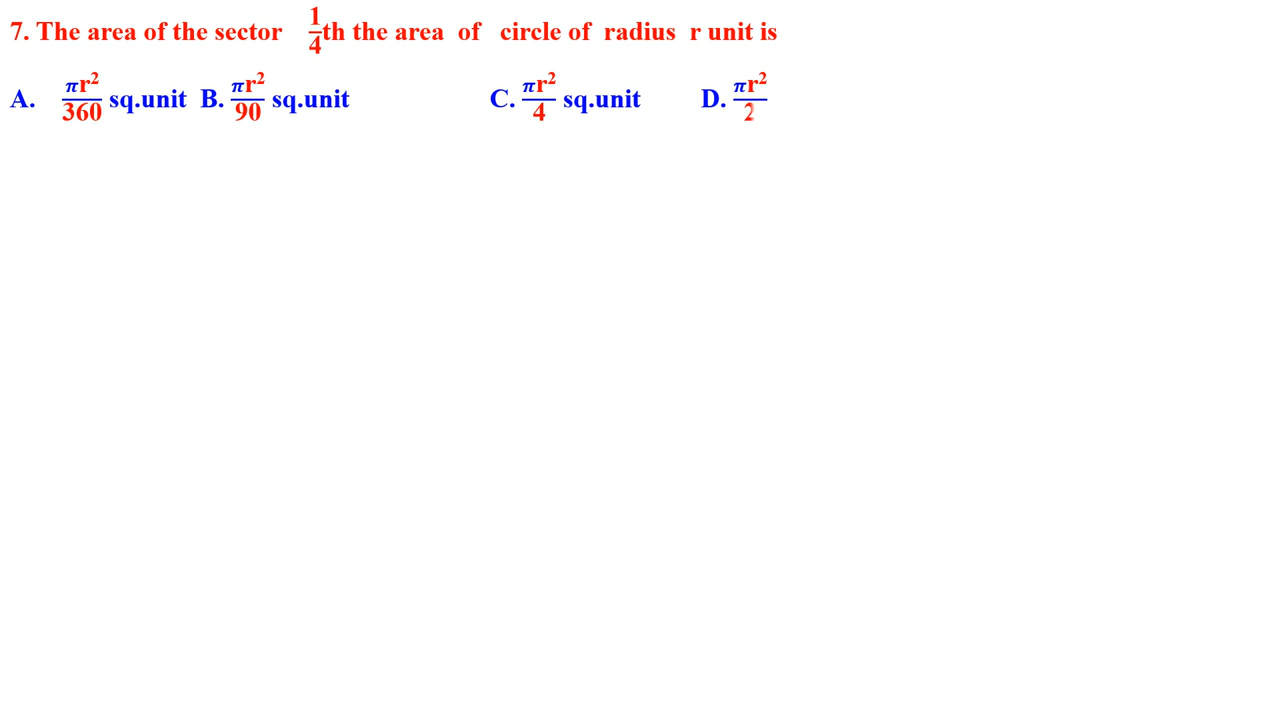 7. The area of the sector 1/4th the area of circle of radius r unit is
A. πr²/360 sq.unit B. πr²/90 sq.unit C. πr²/4 sq.unit D. πr²/2